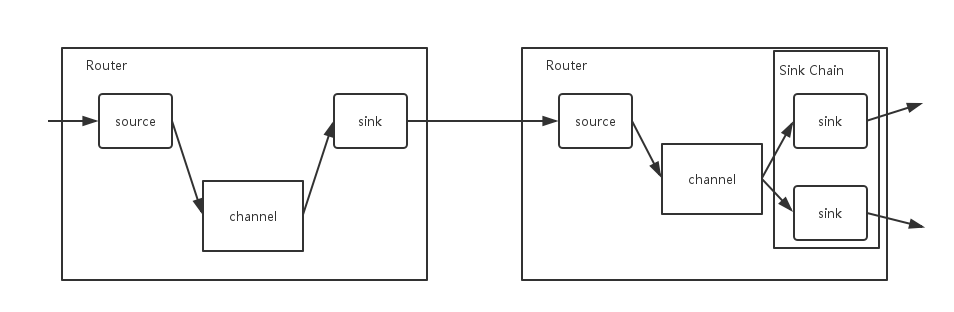 Router
source
channel
sink
Router
source
channel
Sink Chain
sink
sink